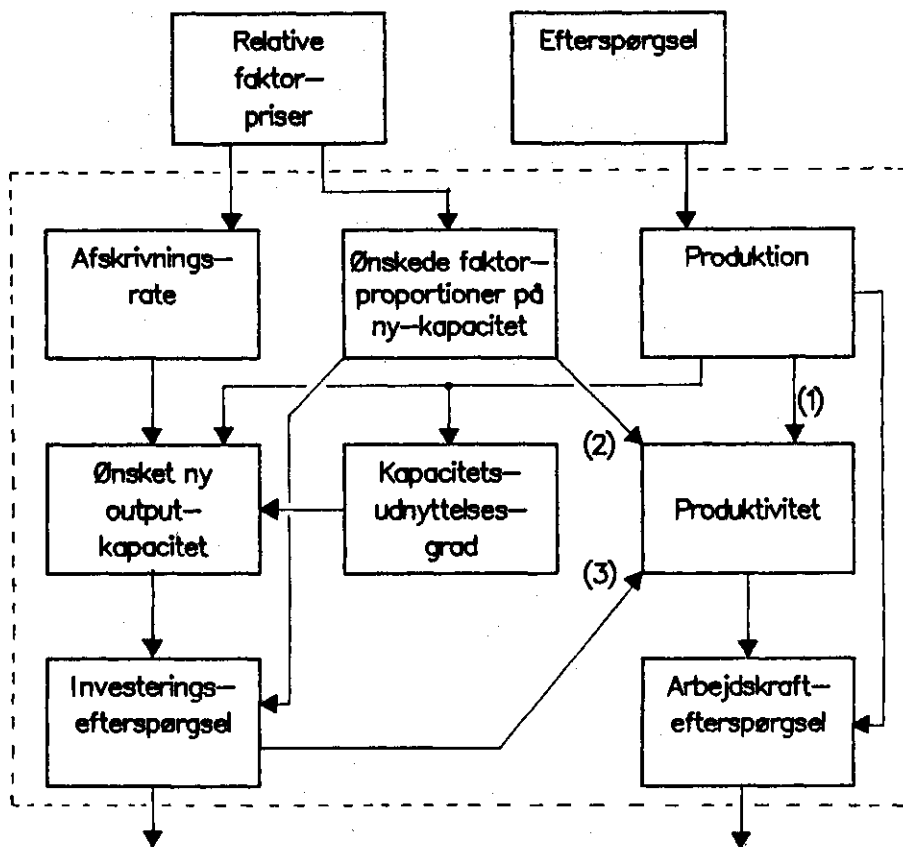 Relative
faktor—
priser
Efterspørgsel
Afskrivnings—
rate
Ønskede faktor—
proportioner på
ny—kapacitet
Produktion
(1)
Ønsket ny
output—
kapacitet
Kapacitets—
udnyttelses—
grad
(2)
Produktivitet
(3)
Investerings—
efterspørgsel
Arbejdskraft—
efterspørgsel